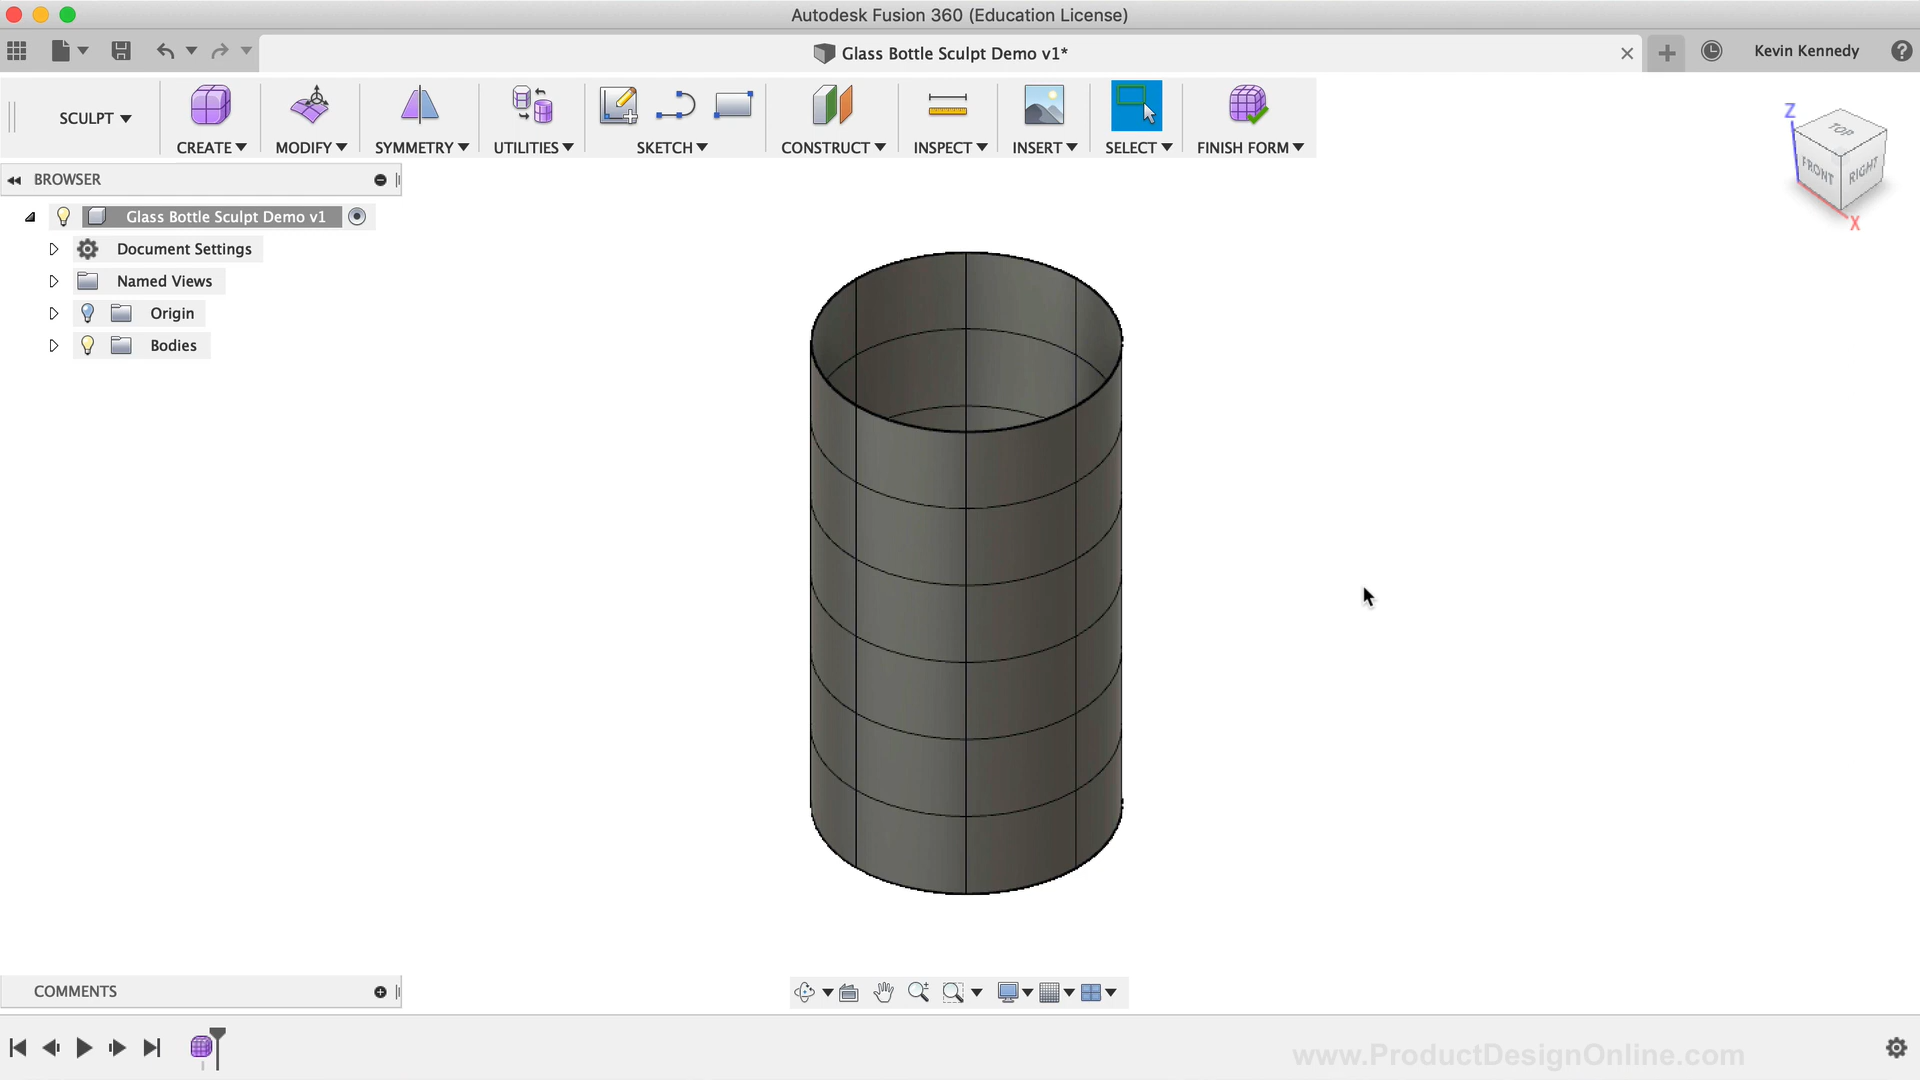 Autodesk Fusion 360 (Education License)
Glass Bottle Sculpt Demo v1*
Kevin Kennedy
SCULPT
CREATE
MODIFY
SYMMETRY
UTILITIES
SKETCH
CONSTRUCT
INSPECT
INSERT
SELECT
FINISH FORM
Z
TOP
FRONT
RIGHT
X
BROWSER
Glass Bottle Sculpt Demo v1
Document Settings
Named Views
Origin
Bodies
COMMENTS
www.ProductDesignOnline.com